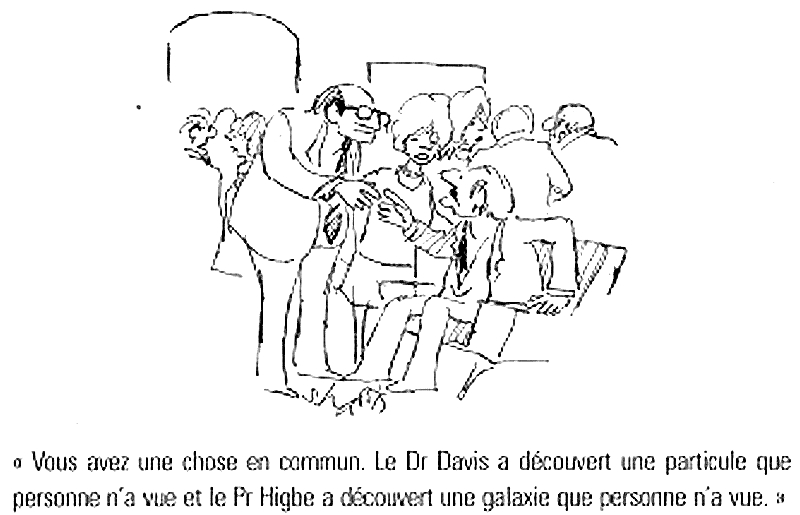 « Vous avez une chose en commun. Le Dr Davis a découvert une particule que
personne n'a vue et le Pr Higbe a découvert une galaxie que personne n'a vue. »